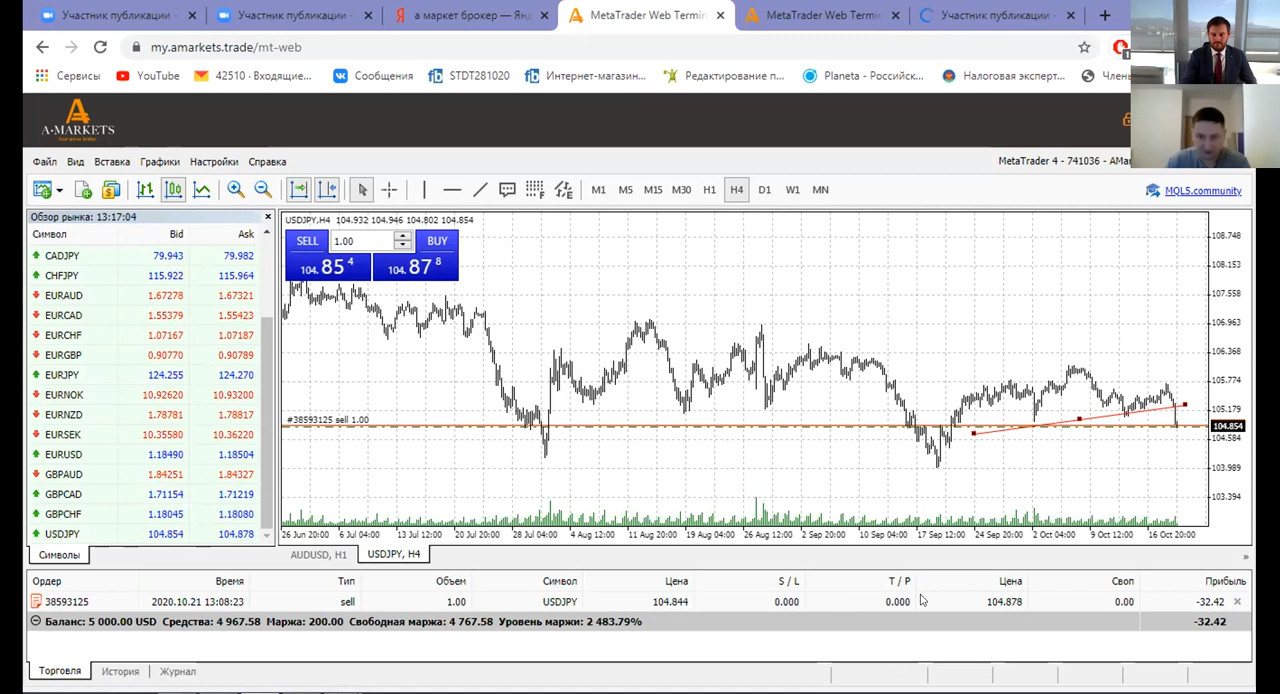 Участник публикации -
Участник публикации -
а маркет брокер — Янд
MetaTrader Web Termin
MetaTrader Web Termin
Участник публикации -
my.amarkets.trade/mt-web
Сервисы
YouTube
42510 · Входящие...
Сообщения
STDT281020
Интернет-магазин...
Редактирование п...
Planeta - Российск...
Налоговая эксперт...
Члены
A-MARKETS
Файл Вид Вставка Графики Настройки Справка
MetaTrader 4 - 741036 - AMar
M1 M5 M15 M30 H1 H4 D1 W1 MN
MQL5.community
Обзор рынка: 13:17:04
Символ Bid Ask
CADJPY 79.943 79.982
CHFJPY 115.922 115.964
EURAUD 1.67278 1.67321
EURCAD 1.55379 1.55423
EURCHF 1.07167 1.07187
EURGBP 0.90770 0.90789
EURJPY 124.255 124.270
EURNOK 10.92620 10.93200
EURNZD 1.78781 1.78817
EURSEK 10.35580 10.36220
EURUSD 1.18490 1.18504
GBPAUD 1.84251 1.84327
GBPCAD 1.71154 1.71219
GBPCHF 1.18045 1.18080
USDJPY 104.854 104.878
Символы
USDJPY,H4 104.932 104.946 104.802 104.854
SELL 1.00 BUY
104. 85 4 104. 87 8
#38593125 sell 1.00
108.748
108.153
107.558
106.963
106.368
105.774
105.179
104.854
104.584
103.989
103.394
26 Jun 20:00 6 Jul 04:00 13 Jul 12:00 20 Jul 20:00 28 Jul 04:00 4 Aug 12:00 11 Aug 20:00 19 Aug 04:00 26 Aug 12:00 2 Sep 20:00 10 Sep 04:00 17 Sep 12:00 24 Sep 20:00 2 Oct 04:00 9 Oct 12:00 16 Oct 20:00
AUDUSD, H1 USDJPY, H4
Ордер Время Тип Объем Символ Цена S / L T / P Цена Своп Прибыль
38593125 2020.10.21 13:08:23 sell 1.00 USDJPY 104.844 0.000 0.000 104.878 0.00 -32.42
Баланс: 5 000.00 USD Средства: 4 967.58 Маржа: 200.00 Свободная маржа: 4 767.58 Уровень маржи: 2 483.79% -32.42
Торговля История Журнал